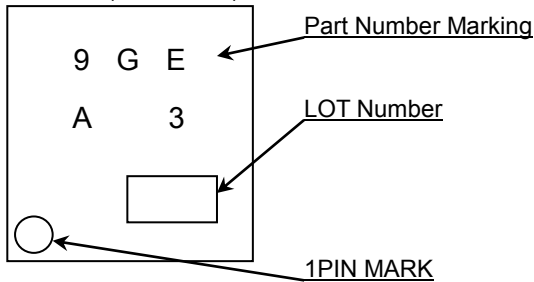 Part Number Marking
9 G E
A 3
LOT Number
1PIN MARK